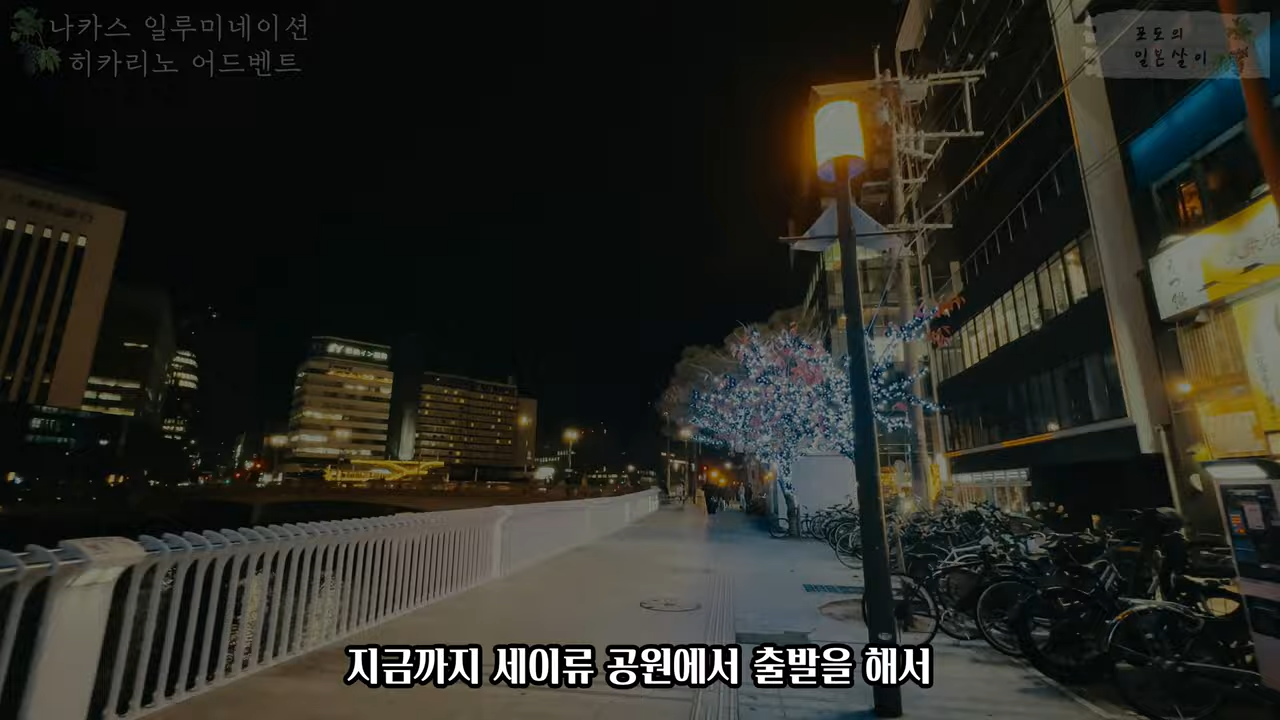 나카스 일루미네이션
히카리노 어드벤트
포도의
일본살이
지금까지 세이류 공원에서 출발을 해서